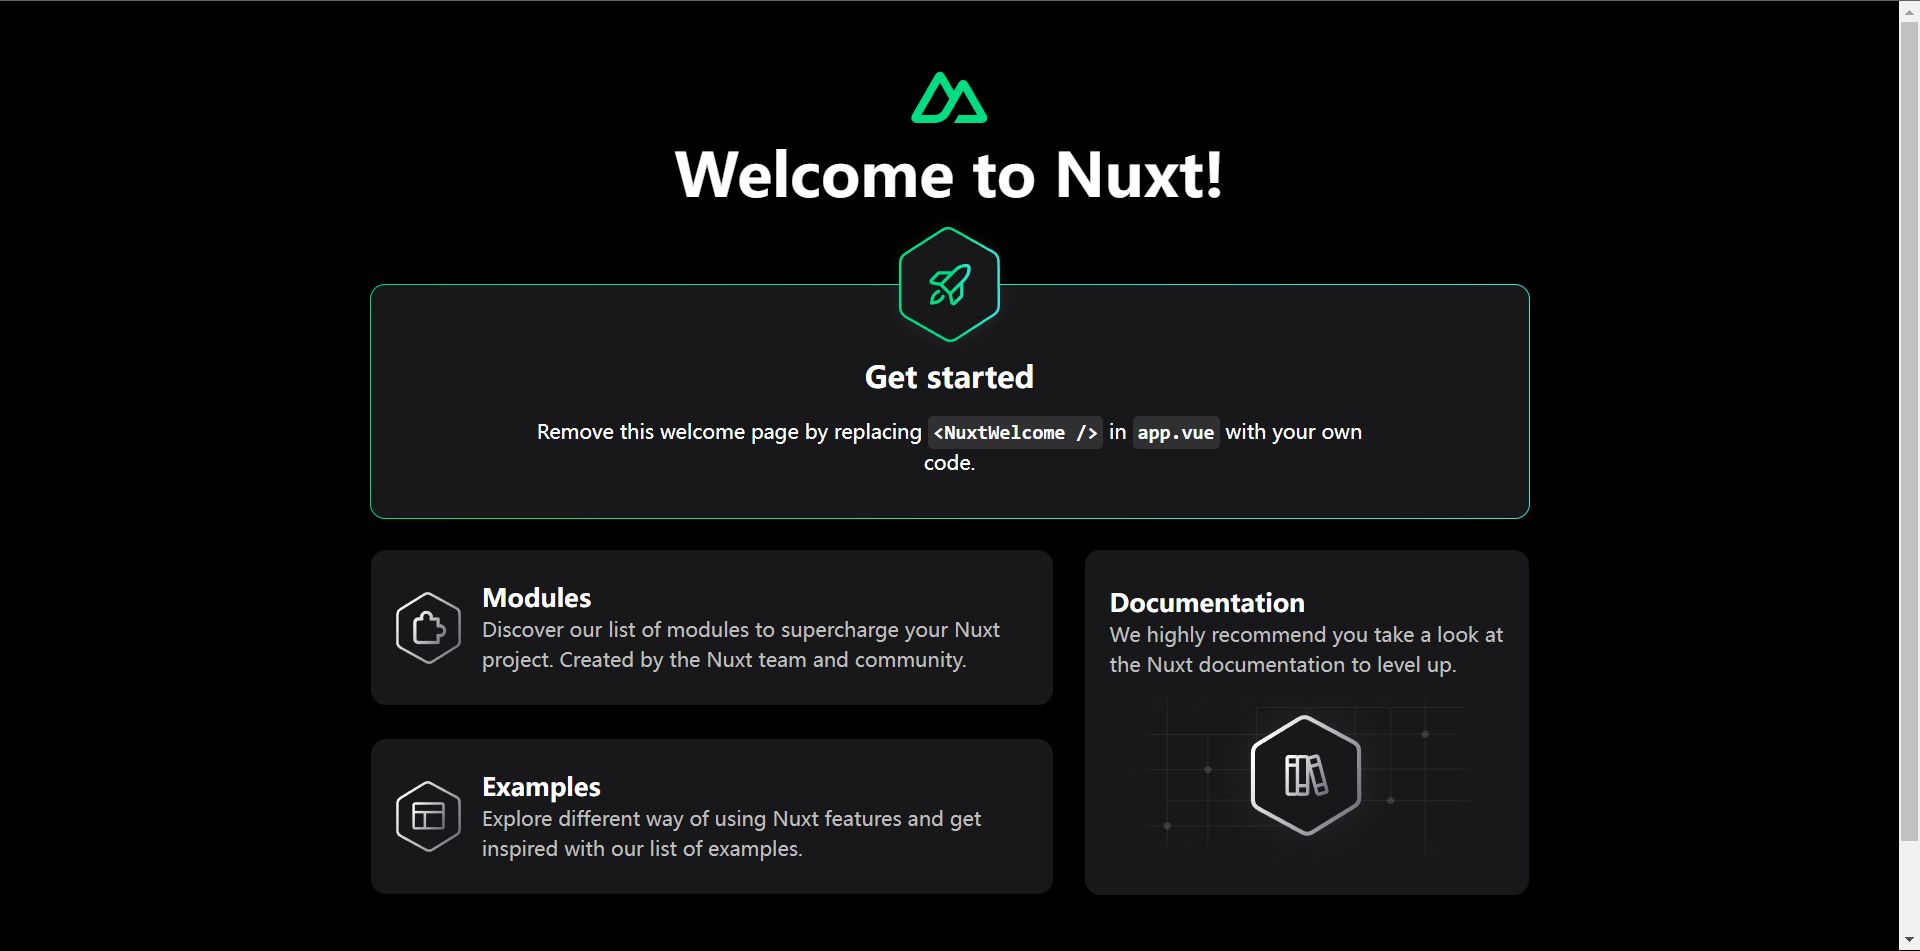 Welcome to Nuxt!
Get started
Remove this welcome page by replacing <NuxtWelcome /> in app.vue with your own
code.
Modules
Discover our list of modules to supercharge your Nuxt
project. Created by the Nuxt team and community.
Examples
Explore different way of using Nuxt features and get
inspired with our list of examples.
Documentation
We highly recommend you take a look at
the Nuxt documentation to level up.